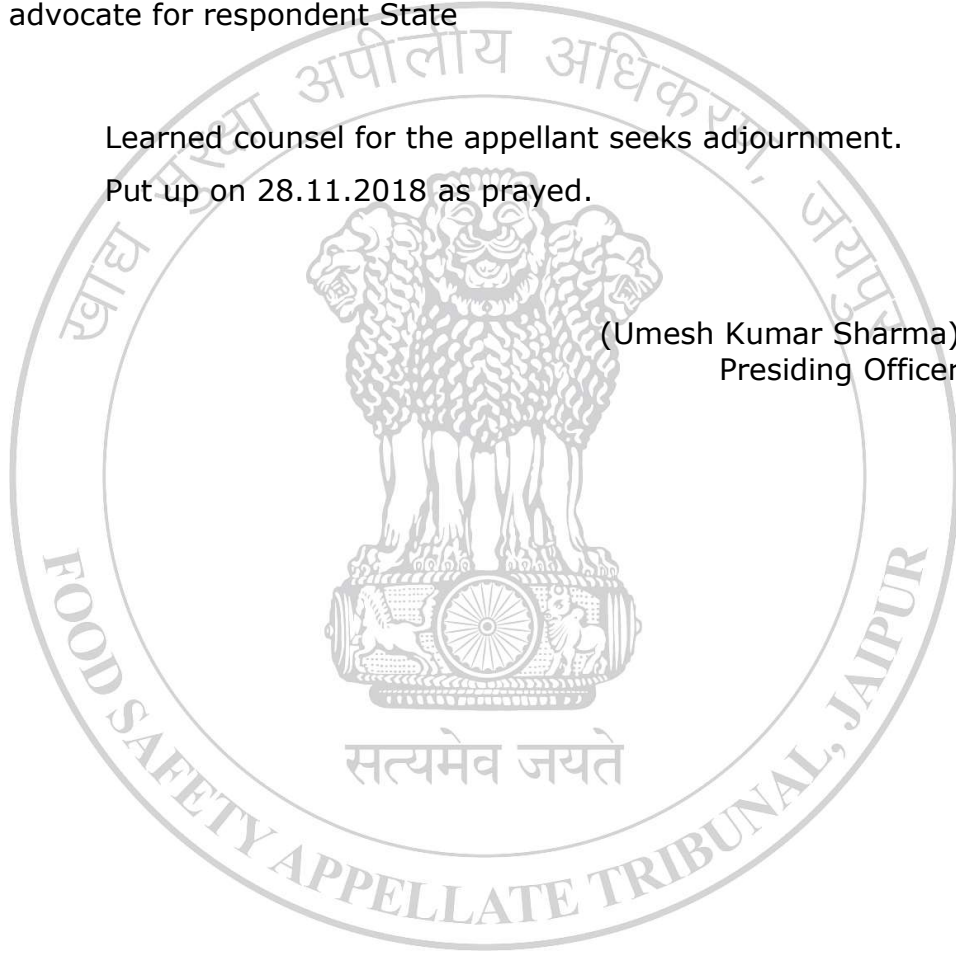 advocate for respondent State
खाद्य सुरक्षा अपीलीय अधिकरण, जयपुर
Learned counsel for the appellant seeks adjournment.
Put up on 28.11.2018 as prayed.
(Umesh Kumar Sharma)
Presiding Officer
सत्यमेव जयते
FOOD SAFETY APPELLATE TRIBUNAL, JAIPUR